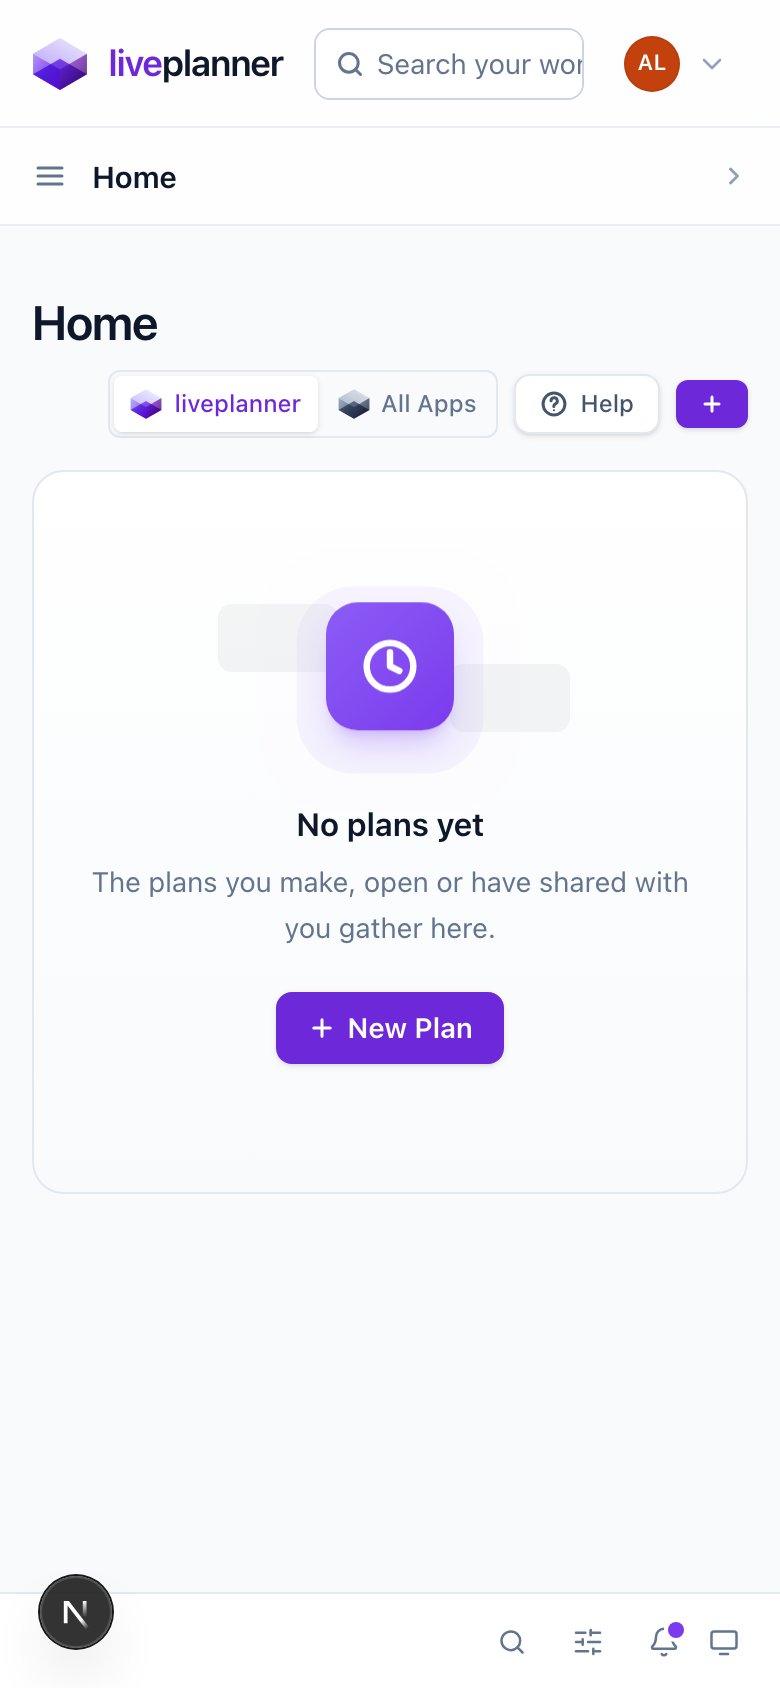 liveplanner
Search your wor
AL
Home
Home
liveplanner
All Apps
Help
No plans yet
The plans you make, open or have shared with
you gather here.
New Plan
N